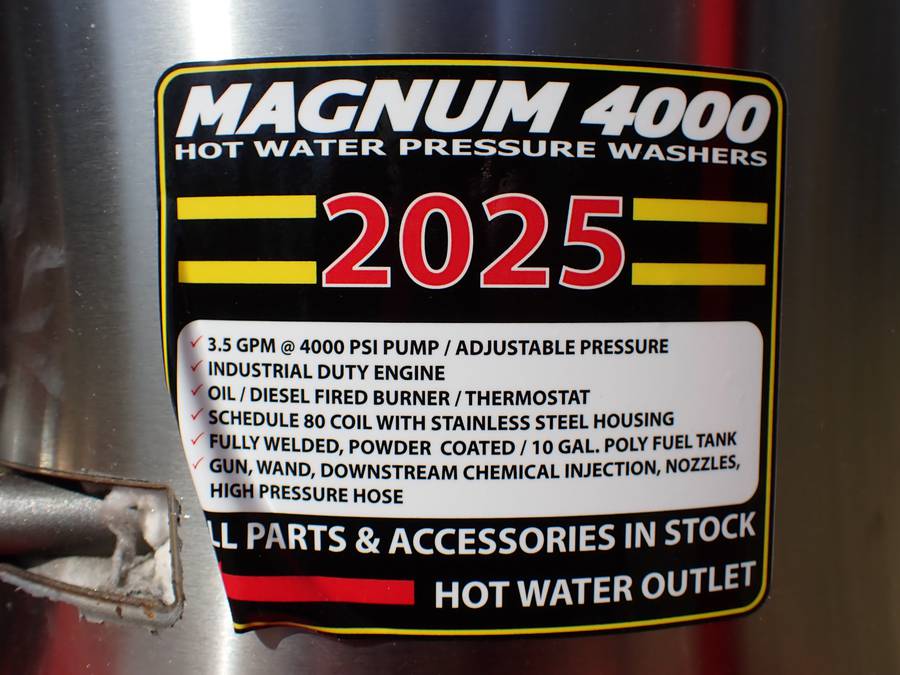 MAGNUM 4000
HOT WATER PRESSURE WASHERS
2025
✓ 3.5 GPM @ 4000 PSI PUMP / ADJUSTABLE PRESSURE
✓ INDUSTRIAL DUTY ENGINE
✓ OIL / DIESEL FIRED BURNER / THERMOSTAT
✓ SCHEDULE 80 COIL WITH STAINLESS STEEL HOUSING
✓ FULLY WELDED, POWDER COATED / 10 GAL. POLY FUEL TANK
✓ GUN, WAND, DOWNSTREAM CHEMICAL INJECTION, NOZZLES,
HIGH PRESSURE HOSE
LL PARTS & ACCESSORIES IN STOCK
HOT WATER OUTLET